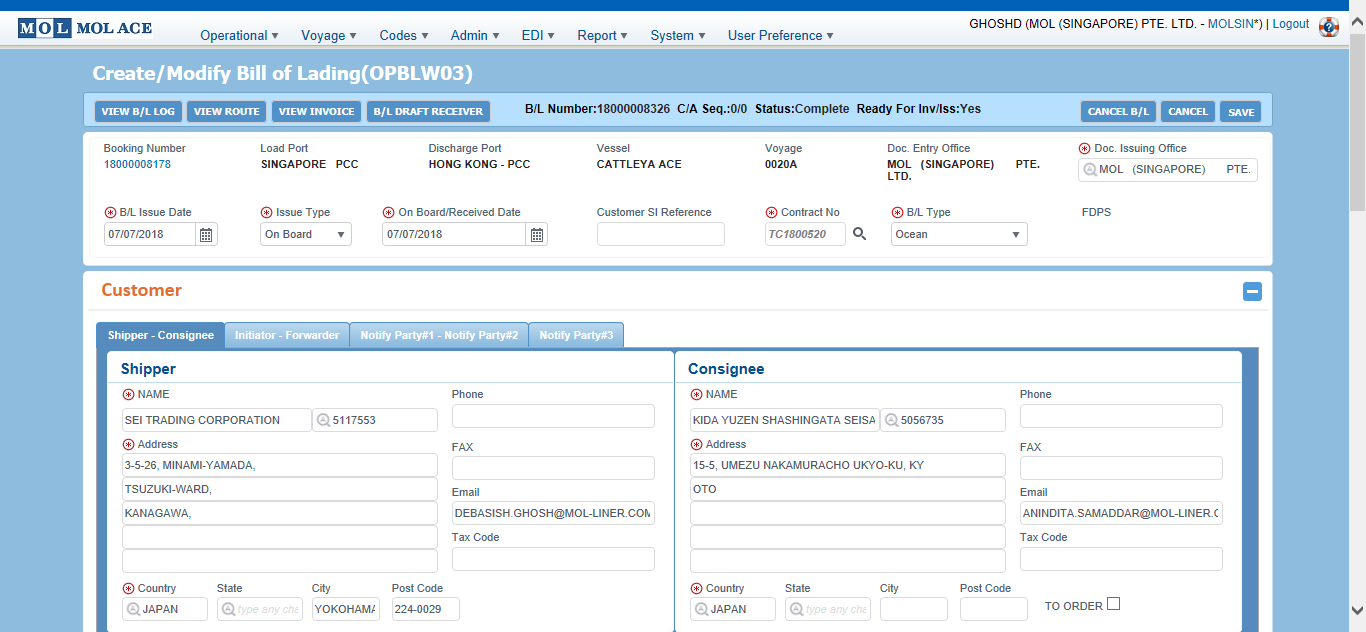 MOL MOL ACE
Operational Voyage Codes Admin EDI Report System User Preference
GHOSHD (MOL (SINGAPORE) PTE. LTD. - MOLSIN*) | Logout
Create/Modify Bill of Lading(OPBLW03)
VIEW B/L LOG VIEW ROUTE VIEW INVOICE B/L DRAFT RECEIVER B/L Number:18000008326 C/A Seq.:0/0 Status:Complete Ready For Inv/Iss:Yes CANCEL B/L CANCEL SAVE
Booking Number Load Port Discharge Port Vessel Voyage Doc. Entry Office Doc. Issuing Office
18000008178 SINGAPORE PCC HONG KONG - PCC CATTLEYA ACE 0020A MOL (SINGAPORE) PTE. MOL (SINGAPORE) PTE.
LTD.
B/L Issue Date Issue Type On Board/Received Date Customer SI Reference Contract No B/L Type FDPS
07/07/2018 On Board 07/07/2018 TC1800520 Ocean
Customer
Shipper - Consignee Initiator - Forwarder Notify Party#1 - Notify Party#2 Notify Party#3
Shipper
NAME Phone
SEI TRADING CORPORATION 5117553
Address FAX
3-5-26, MINAMI-YAMADA,
TSUZUKI-WARD,
Email
KANAGAWA, DEBASISH.GHOSH@MOL-LINER.COM
Tax Code
Country State City Post Code
JAPAN type any cha YOKOHAMA 224-0029
Consignee
NAME Phone
KIDA YUZEN SHASHINGATA SEISA 5056735
Address FAX
15-5, UMEZU NAKAMURACHO UKYO-KU, KY
OTO
Email
ANINDITA.SAMADDAR@MOL-LINER.C
Tax Code
Country State City Post Code
JAPAN type any cha TO ORDER